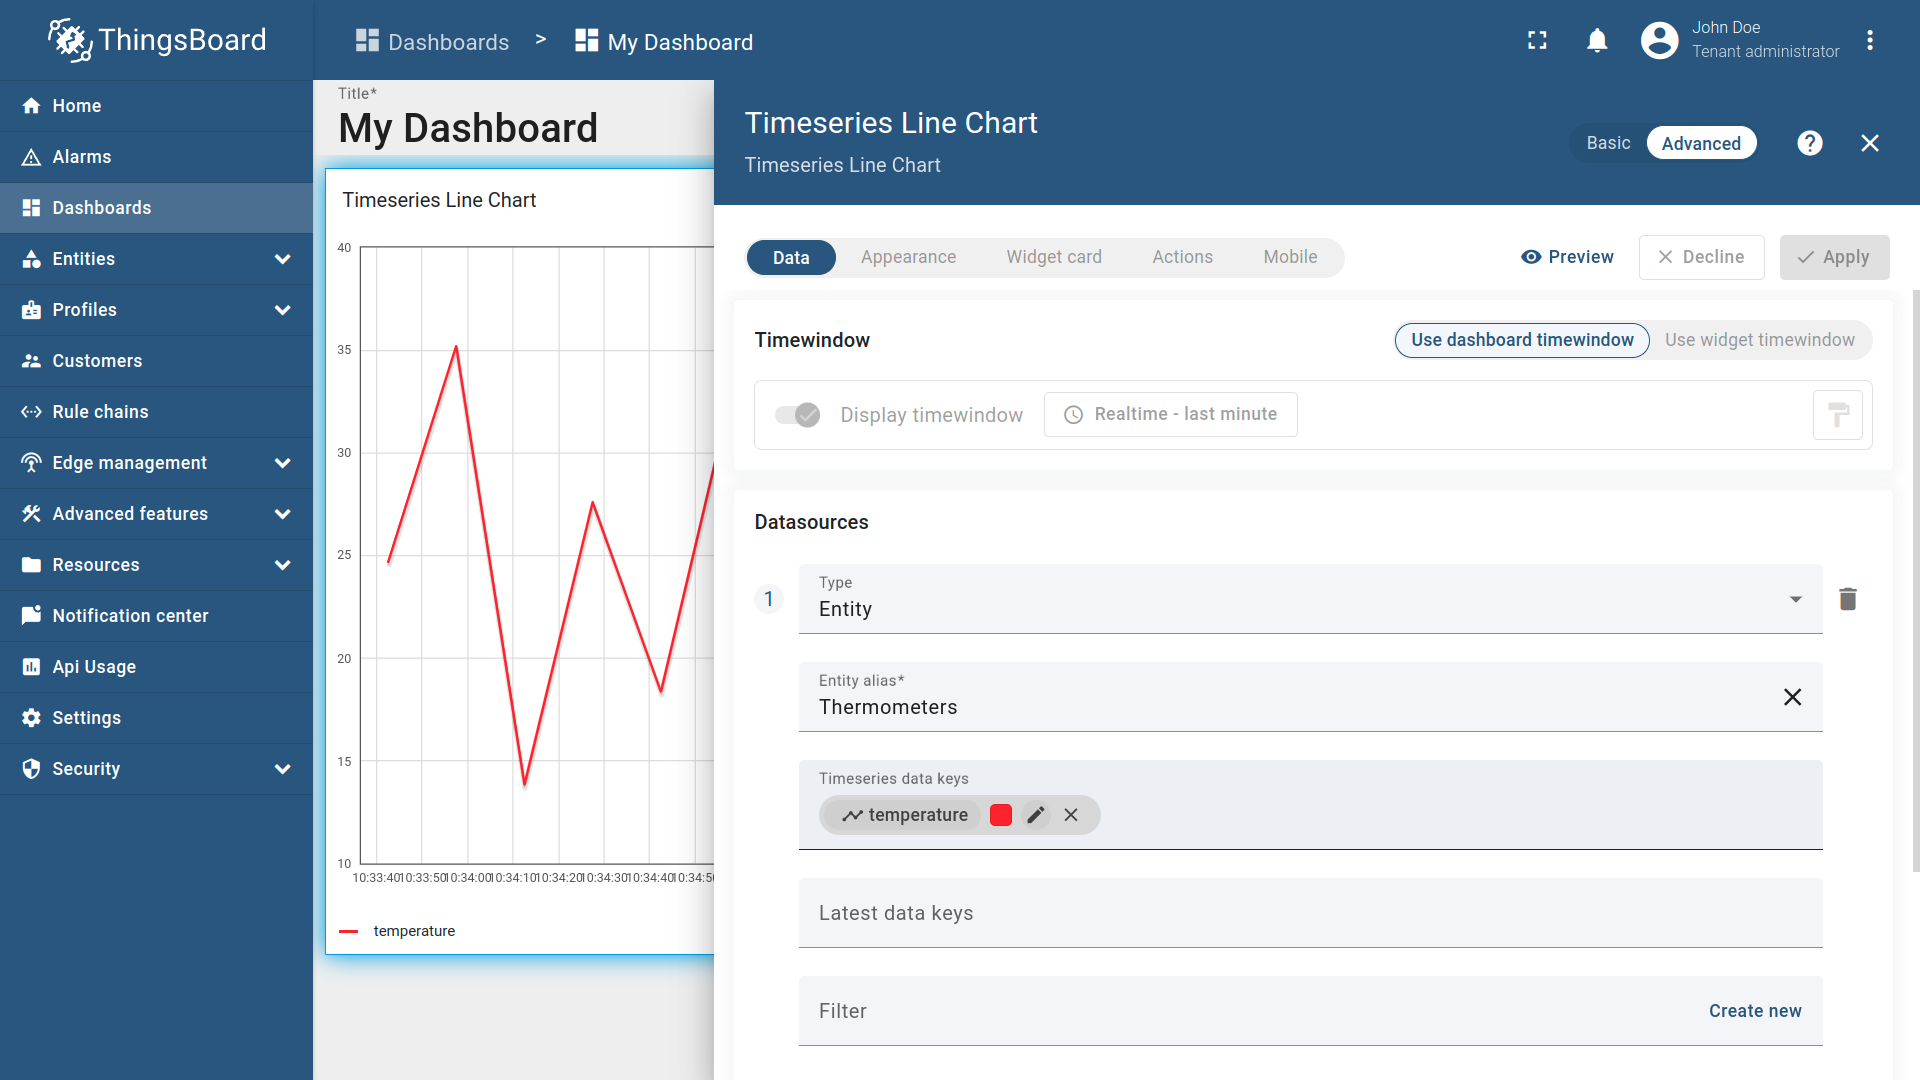 ThingsBoard
Dashboards > My Dashboard
John Doe
Tenant administrator
Home
Alarms
Dashboards
Entities
Profiles
Customers
Rule chains
Edge management
Advanced features
Resources
Notification center
Api Usage
Settings
Security
Title*
My Dashboard
Timeseries Line Chart
40
35
30
25
20
15
10
10:33:40 10:33:50 10:34:00 10:34:10 10:34:20 10:34:30 10:34:40 10:34:50
temperature
Timeseries Line Chart
Timeseries Line Chart
Basic Advanced ?
Data Appearance Widget card Actions Mobile
Preview Decline Apply
Timewindow
Use dashboard timewindow Use widget timewindow
Display timewindow Realtime - last minute
Datasources
1
Type
Entity
Entity alias*
Thermometers
Timeseries data keys
temperature
Latest data keys
Filter Create new